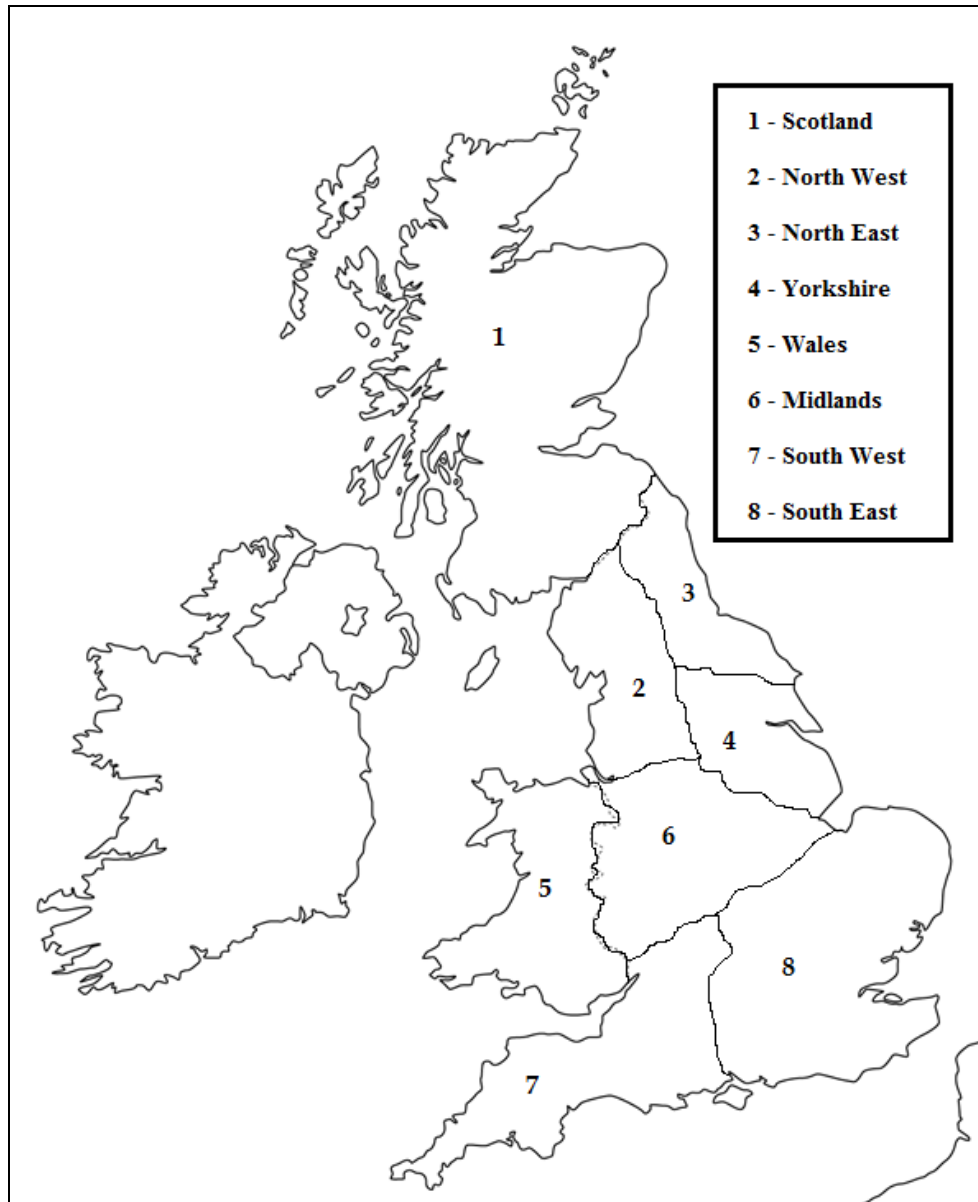 1 - Scotland
2 - North West
3 - North East
4 - Yorkshire
5 - Wales
6 - Midlands
7 - South West
8 - South East
1
3
2
4
6
5
8
7